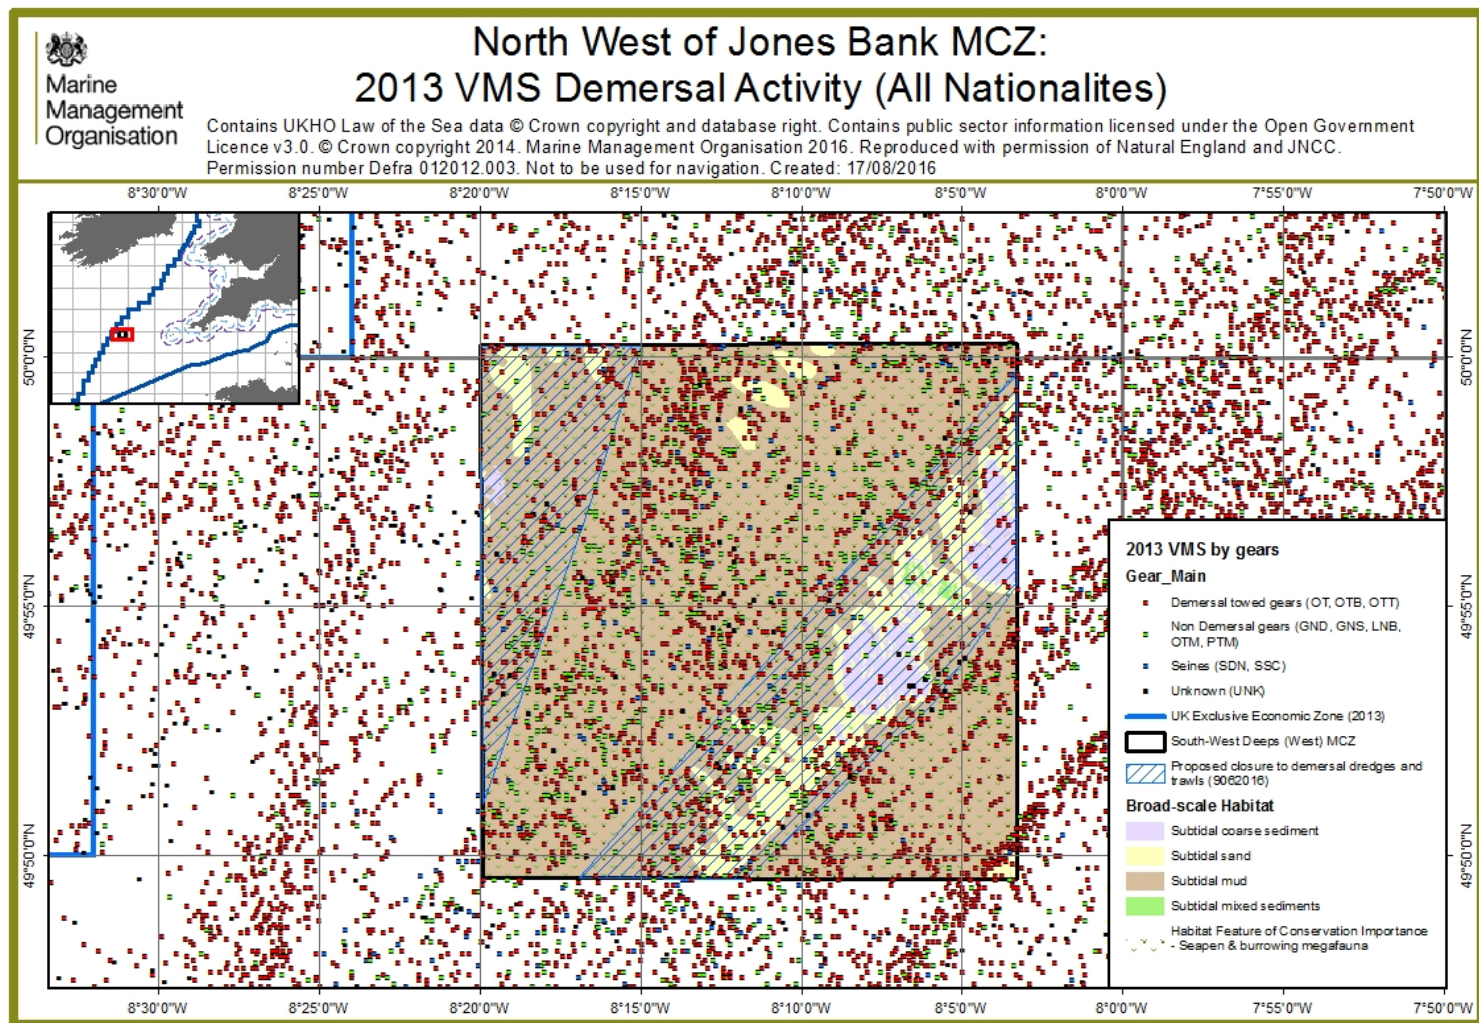 Marine
Management
Organisation
North West of Jones Bank MCZ:
2013 VMS Demersal Activity (All Nationalites)
Contains UKHO Law of the Sea data © Crown copyright and database right. Contains public sector information licensed under the Open Government
Licence v3.0. © Crown copyright 2014. Marine Management Organisation 2016. Reproduced with permission of Natural England and JNCC.
Permission number Defra 012012.003. Not to be used for navigation. Created: 17/08/2016
8°30'0"W
8°25'0"W
8°20'0"W
8°15'0"W
8°10'0"W
8°5'0"W
8°0'0"W
7°55'0"W
7°50'0"W
50°0'0"N
50°0'0"N
49°55'0"N
49°55'0"N
49°50'0"N
49°50'0"N
2013 VMS by gears
Gear_Main
Demersal towed gears (OT, OTB, OTT)
Non Demersal gears (GND, GNS, LNB,
OTM, PTM)
Seines (SDN, SSC)
Unknown (UNK)
UK Exclusive Economic Zone (2013)
South-West Deeps (West) MCZ
Proposed closure to demersal dredges and
trawls (9062016)
Broad-scale Habitat
Subtidal coarse sediment
Subtidal sand
Subtidal mud
Subtidal mixed sediments
Habitat Feature of Conservation Importance
- Seapen & burrowing megafauna
8°30'0"W
8°25'0"W
8°20'0"W
8°15'0"W
8°10'0"W
8°5'0"W
8°0'0"W
7°55'0"W
7°50'0"W